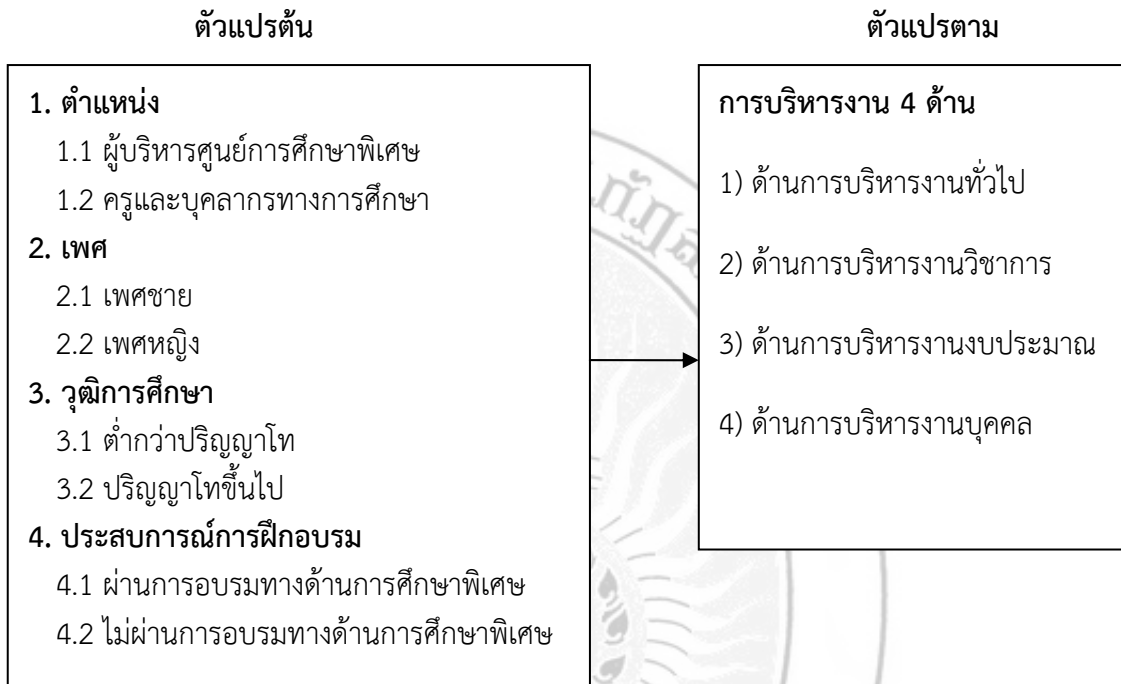 ตัวแปรต้น
ตัวแปรตาม
1. ตำแหน่ง
1.1 ผู้บริหารศูนย์การศึกษาพิเศษ
1.2 ครูและบุคลากรทางการศึกษา
2. เพศ
2.1 เพศชาย
2.2 เพศหญิง
3. วุฒิการศึกษา
3.1 ต่ำกว่าปริญญาโท
3.2 ปริญญาโทขึ้นไป
4. ประสบการณ์การฝึกอบรม
4.1 ผ่านการอบรมทางด้านการศึกษาพิเศษ
4.2 ไม่ผ่านการอบรมทางด้านการศึกษาพิเศษ
การบริหารงาน 4 ด้าน
1) ด้านการบริหารงานทั่วไป
2) ด้านการบริหารงานวิชาการ
3) ด้านการบริหารงานงบประมาณ
4) ด้านการบริหารงานบุคคล